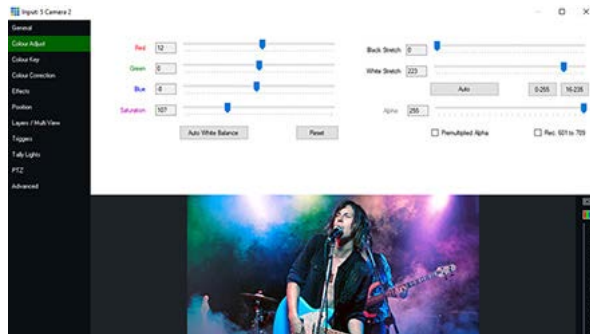 Input: 5 Camera 2
General
Colour Adjust
Colour Key
Colour Correction
Effects
Position
Layers / MultiView
Triggers
Tally Lights
PTZ
Advanced
Red 12
Green 0
Blue -8
Saturation 107
Auto White Balance Reset
Black Stretch 0
White Stretch 223
Auto 0-255 16-235
Alpha 255
Premultiplied Alpha Rec. 601 to 709